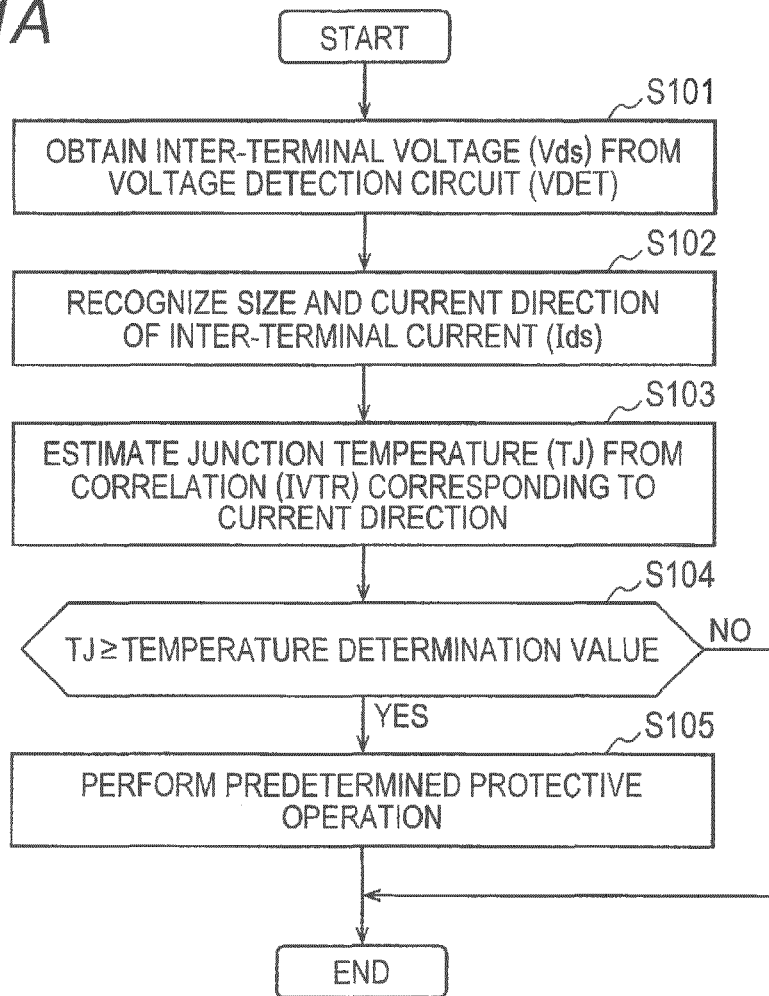 1A
START
S101
OBTAIN INTER-TERMINAL VOLTAGE (Vds) FROM
VOLTAGE DETECTION CIRCUIT (VDET)
S102
RECOGNIZE SIZE AND CURRENT DIRECTION
OF INTER-TERMINAL CURRENT (Ids)
S103
ESTIMATE JUNCTION TEMPERATURE (TJ) FROM
CORRELATION (IVTR) CORRESPONDING TO
CURRENT DIRECTION
S104
TJ ≥ TEMPERATURE DETERMINATION VALUE
NO
YES
S105
PERFORM PREDETERMINED PROTECTIVE
OPERATION
END